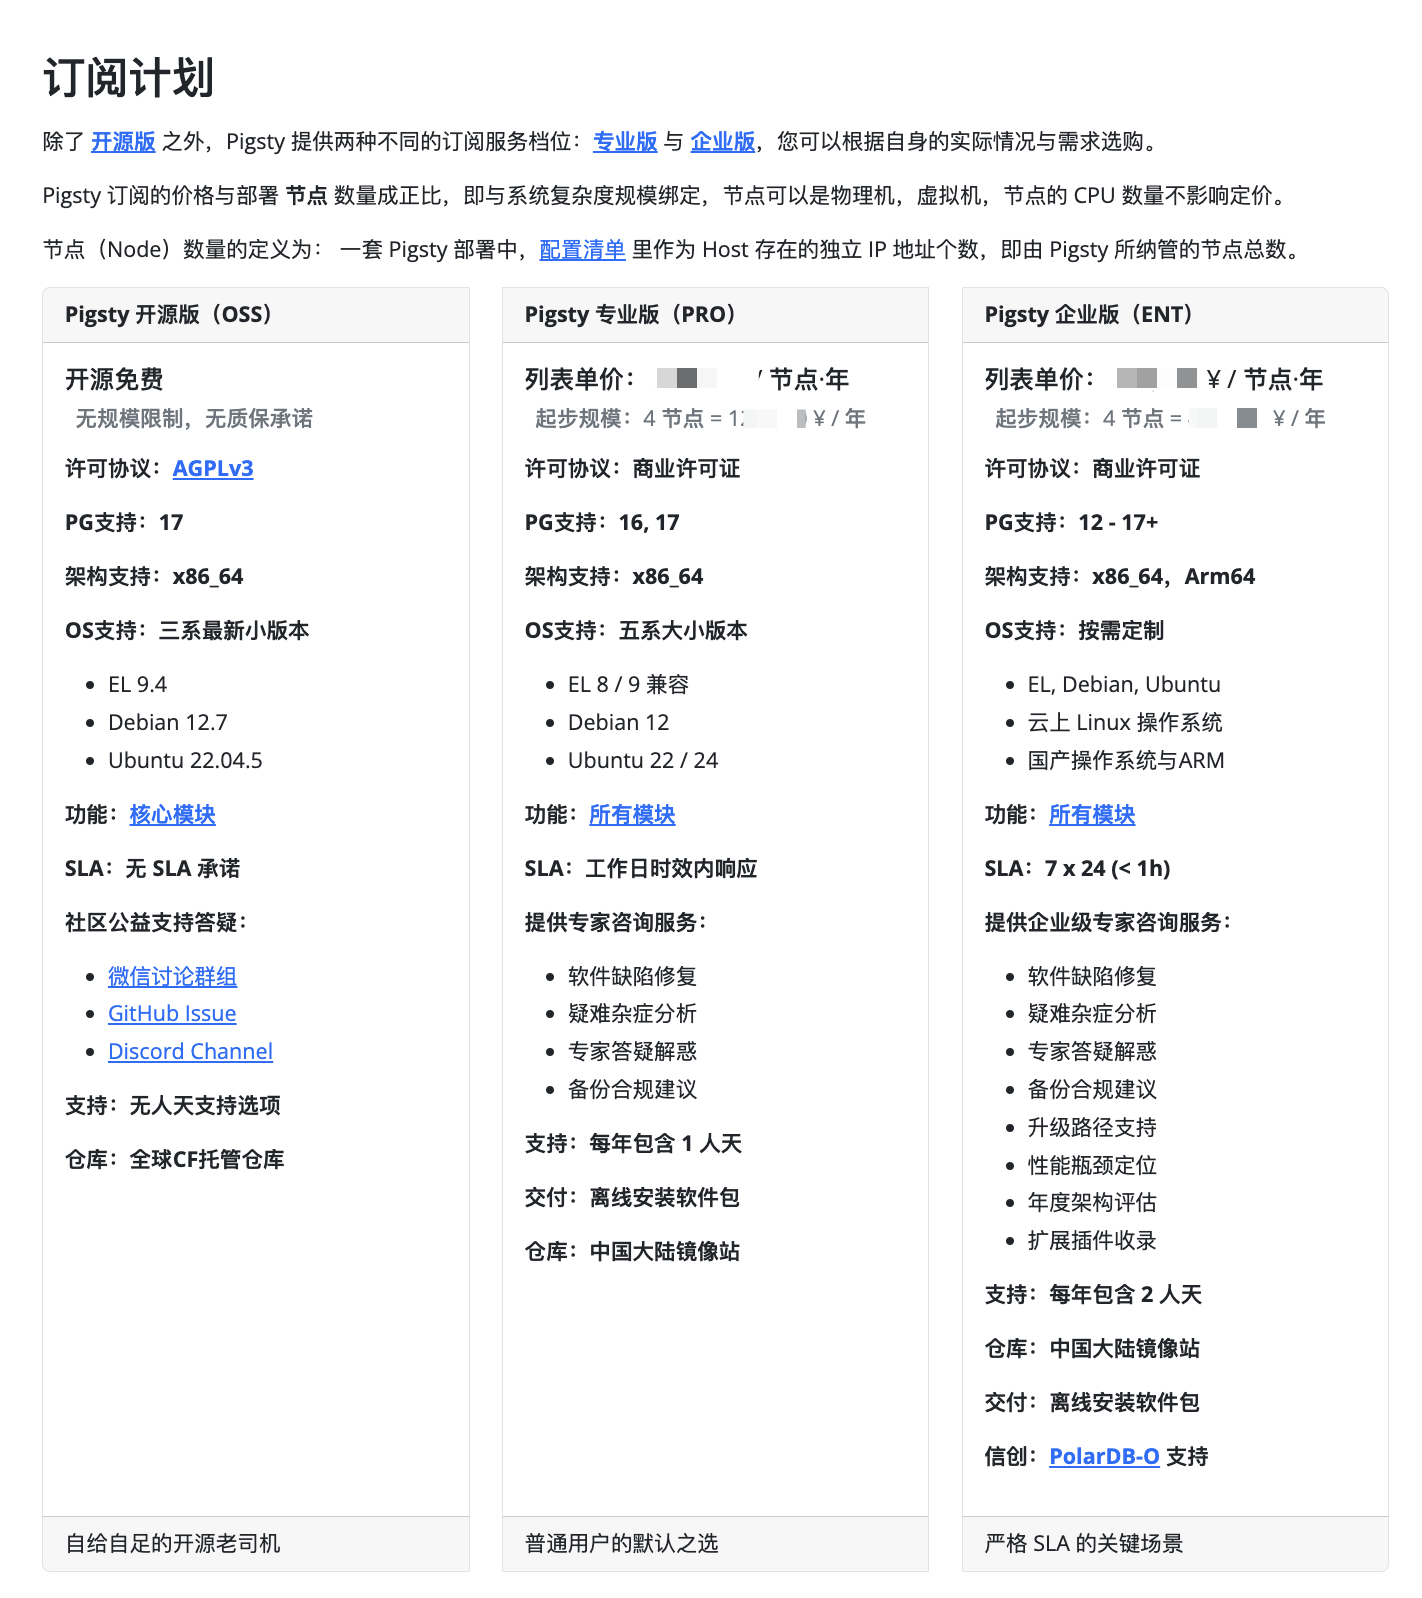 订阅计划
除了 开源版 之外，Pigsty 提供两种不同的订阅服务档位：专业版 与 企业版，您可以根据自身的实际情况与需求选购。
Pigsty 订阅的价格与部署 节点 数量成正比，即与系统复杂度规模绑定，节点可以是物理机，虚拟机，节点的 CPU 数量不影响定价。
节点（Node）数量的定义为： 一套 Pigsty 部署中，配置清单 里作为 Host 存在的独立 IP 地址个数，即由 Pigsty 所纳管的节点总数。
Pigsty 开源版（OSS）
开源免费
无规模限制，无质保承诺
许可协议：AGPLv3
PG支持：17
架构支持：x86_64
OS支持：三系最新小版本
• EL 9.4
• Debian 12.7
• Ubuntu 22.04.5
功能：核心模块
SLA：无 SLA 承诺
社区公益支持答疑：
• 微信讨论群组
• GitHub Issue
• Discord Channel
支持：无人天支持选项
仓库：全球CF托管仓库
自给自足的开源老司机
Pigsty 专业版（PRO）
列表单价： / 节点·年
起步规模：4 节点 = ¥ / 年
许可协议：商业许可证
PG支持：16, 17
架构支持：x86_64
OS支持：五系大小版本
• EL 8 / 9 兼容
• Debian 12
• Ubuntu 22 / 24
功能：所有模块
SLA：工作日时效内响应
提供专家咨询服务：
• 软件缺陷修复
• 疑难杂症分析
• 专家答疑解惑
• 备份合规建议
支持：每年包含 1 人天
交付：离线安装软件包
仓库：中国大陆镜像站
普通用户的默认之选
Pigsty 企业版（ENT）
列表单价： ¥ / 节点·年
起步规模：4 节点 = ¥ / 年
许可协议：商业许可证
PG支持：12 - 17+
架构支持：x86_64，Arm64
OS支持：按需定制
• EL, Debian, Ubuntu
• 云上 Linux 操作系统
• 国产操作系统与ARM
功能：所有模块
SLA：7 x 24 (< 1h)
提供企业级专家咨询服务：
• 软件缺陷修复
• 疑难杂症分析
• 专家答疑解惑
• 备份合规建议
• 升级路径支持
• 性能瓶颈定位
• 年度架构评估
• 扩展插件收录
支持：每年包含 2 人天
仓库：中国大陆镜像站
交付：离线安装软件包
信创：PolarDB-O 支持
严格 SLA 的关键场景